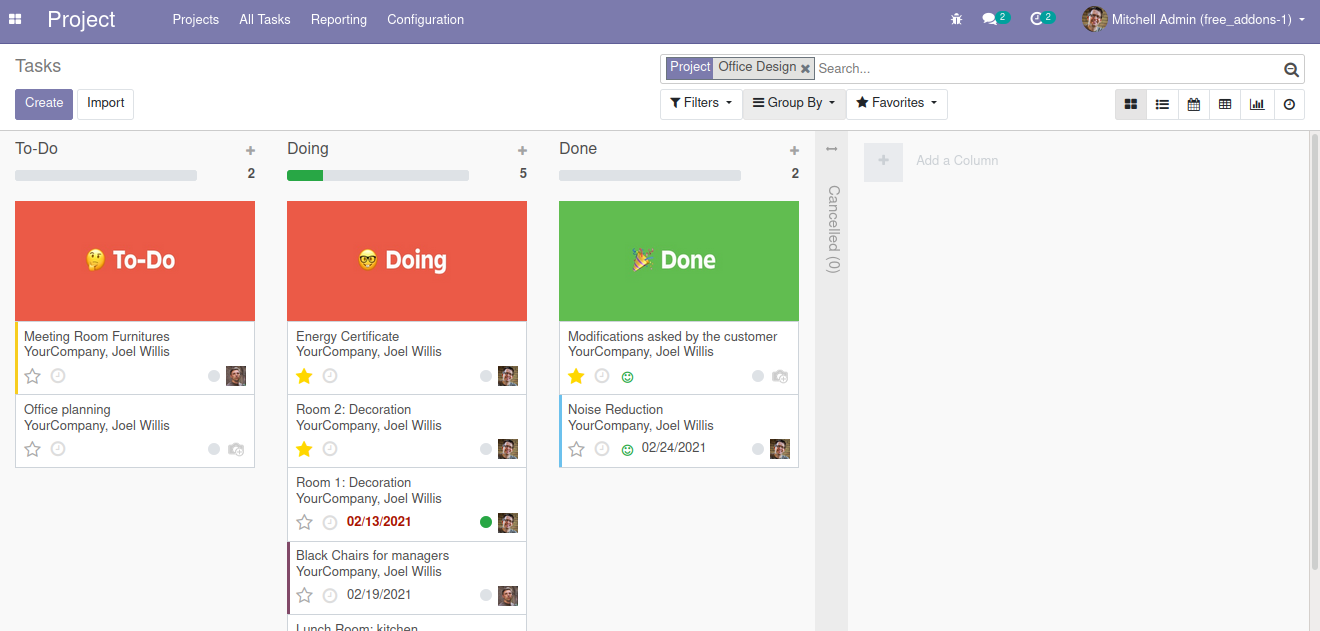 Project
Projects
All Tasks
Reporting
Configuration
2
2
Mitchell Admin (free_addons-1)
Tasks
Project Office Design Search...
Create
Import
Filters
Group By
Favorites
To-Do
2
To-Do
Meeting Room Furnitures
YourCompany, Joel Willis
Office planning
YourCompany, Joel Willis
Doing
5
Doing
Energy Certificate
YourCompany, Joel Willis
Room 2: Decoration
YourCompany, Joel Willis
Room 1: Decoration
YourCompany, Joel Willis
02/13/2021
Black Chairs for managers
YourCompany, Joel Willis
02/19/2021
Lunch Room: kitchen
Done
2
Done
Modifications asked by the customer
YourCompany, Joel Willis
Noise Reduction
YourCompany, Joel Willis
02/24/2021
Cancelled (0)
Add a Column